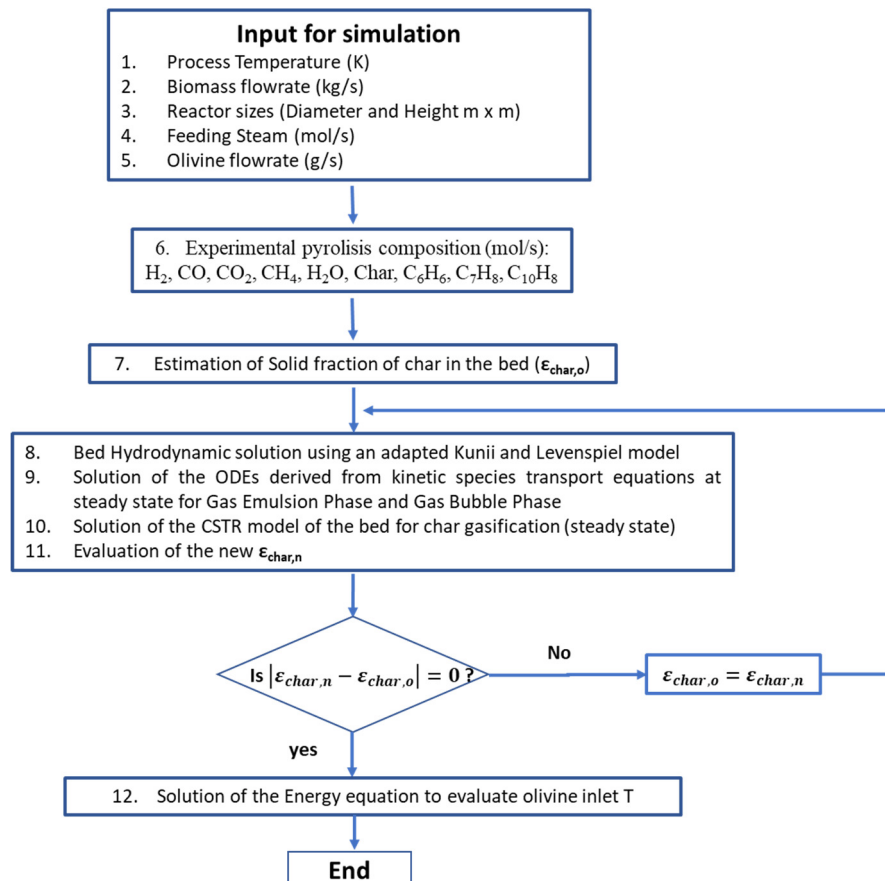 Input for simulation
1. Process Temperature (K)
2. Biomass flowrate (kg/s)
3. Reactor sizes (Diameter and Height m x m)
4. Feeding Steam (mol/s)
5. Olivine flowrate (g/s)
6. Experimental pyrolisis composition (mol/s):
H₂, CO, CO₂, CH₄, H₂O, Char, C₆H₆, C₇H₈, C₁₀H₈
7. Estimation of Solid fraction of char in the bed (ε_char,o)
8. Bed Hydrodynamic solution using an adapted Kunii and Levenspiel model
9. Solution of the ODEs derived from kinetic species transport equations at
steady state for Gas Emulsion Phase and Gas Bubble Phase
10. Solution of the CSTR model of the bed for char gasification (steady state)
11. Evaluation of the new ε_char,n
Is |ε_char,n − ε_char,o| = 0 ?
No
ε_char,o = ε_char,n
yes
12. Solution of the Energy equation to evaluate olivine inlet T
End